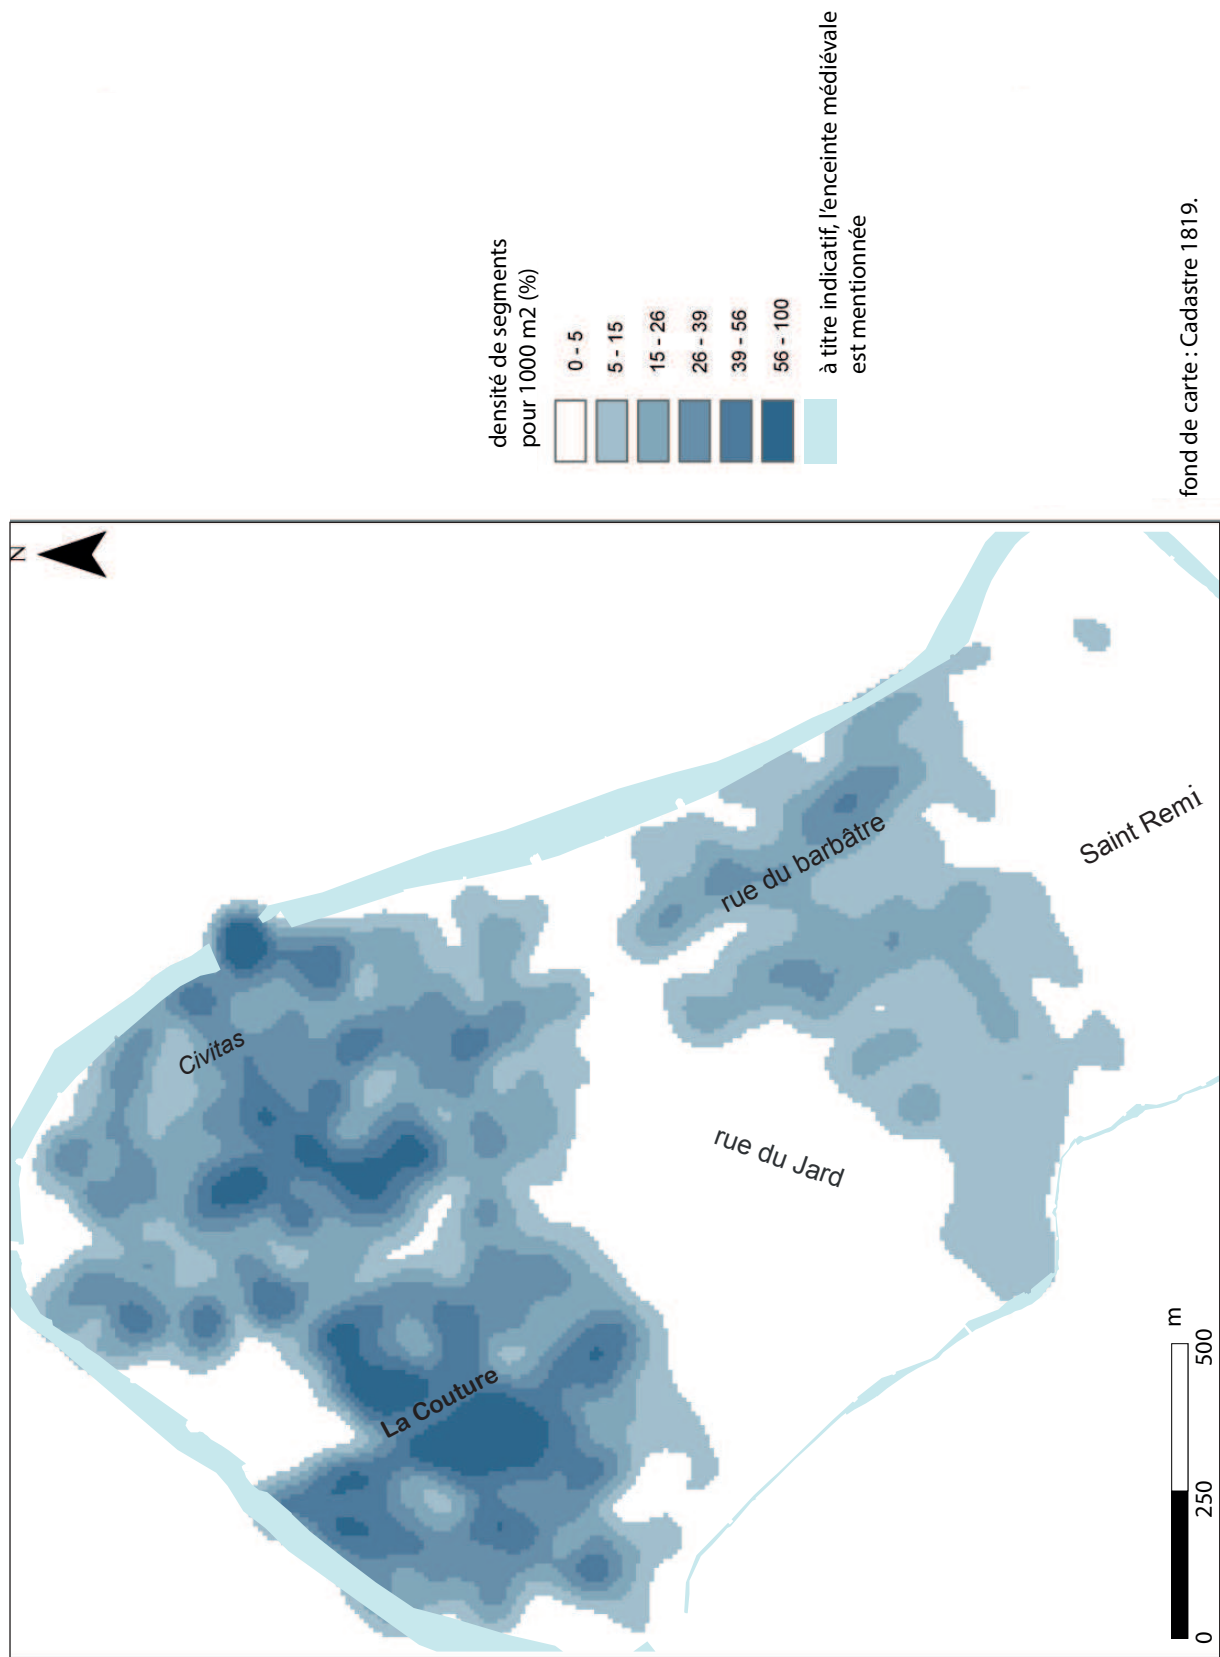 N
Civitas
La Couture
rue du barbâtre
rue du Jard
Saint Remi
densité de segments
pour 1000 m2 (%)
0 - 5
5 - 15
15 - 26
26 - 39
39 - 56
56 - 100
à titre indicatif, l'enceinte médiévale
est mentionnée
0 250 500
m
fond de carte : Cadastre 1819.